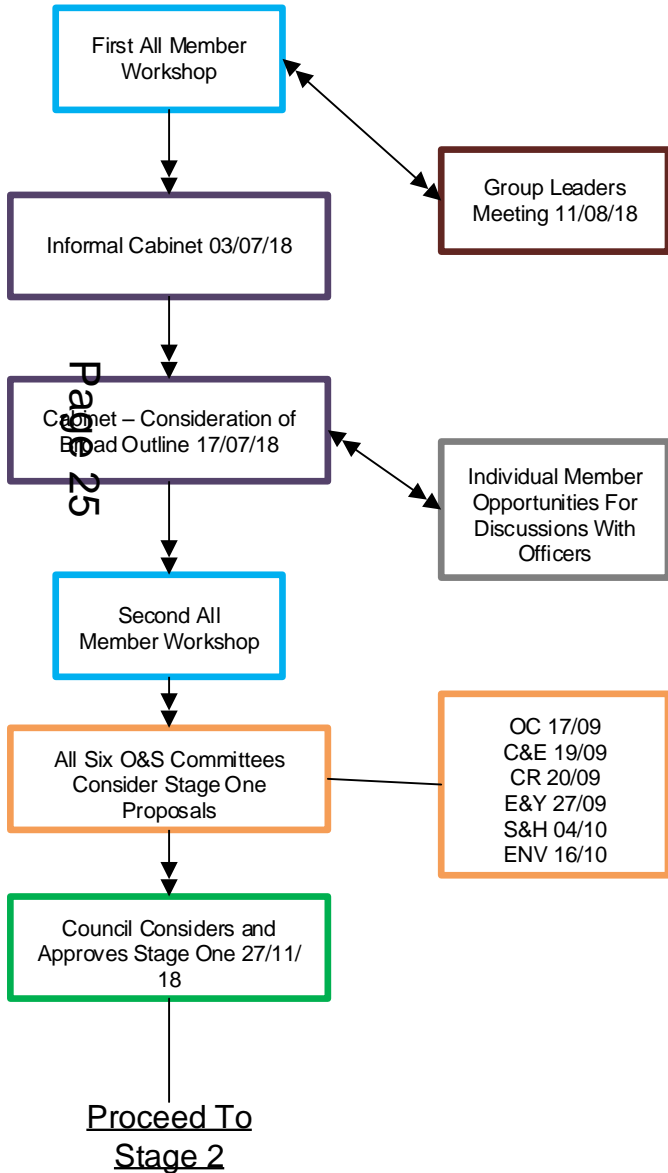 First All Member
Workshop
Group Leaders
Meeting 11/08/18
Informal Cabinet 03/07/18
Page 25
Cabinet – Consideration of
Broad Outline 17/07/18
Individual Member
Opportunities For
Discussions With
Officers
Second All
Member Workshop
All Six O&S Committees
Consider Stage One
Proposals
OC 17/09
C&E 19/09
CR 20/09
E&Y 27/09
S&H 04/10
ENV 16/10
Council Considers and
Approves Stage One 27/11/
18
Proceed To
Stage 2